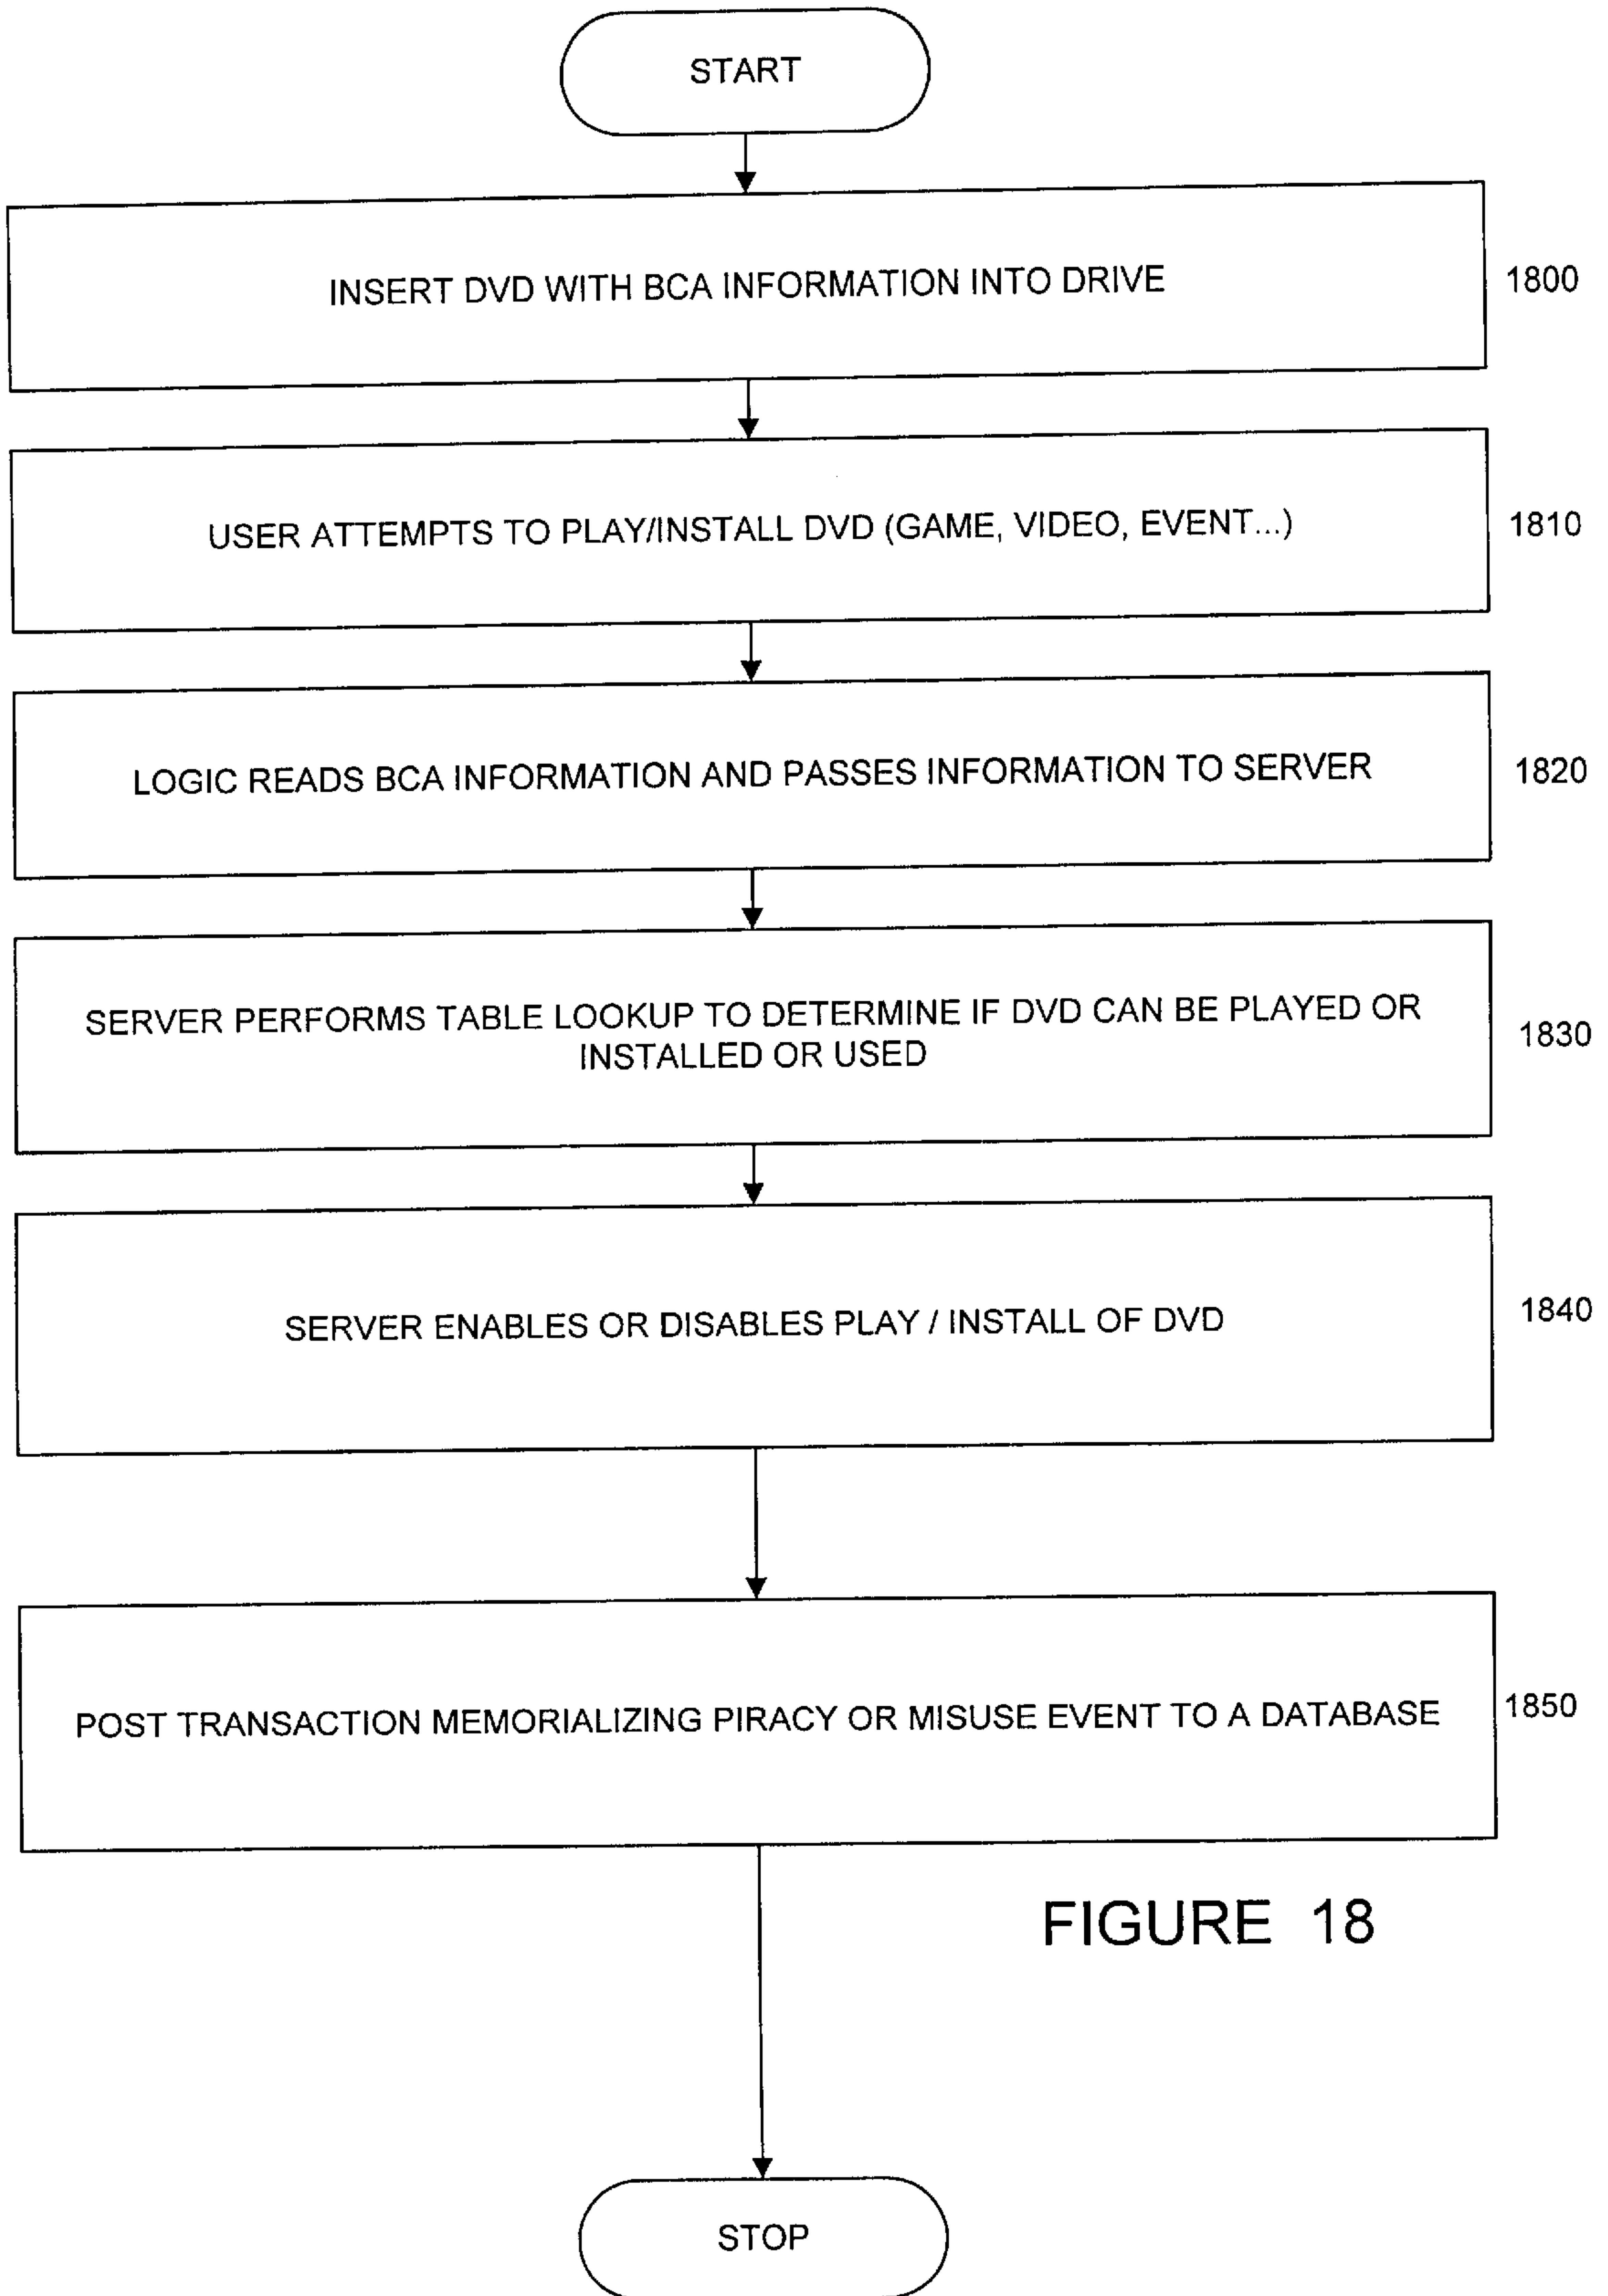 START
INSERT DVD WITH BCA INFORMATION INTO DRIVE
1800
USER ATTEMPTS TO PLAY/INSTALL DVD (GAME, VIDEO, EVENT...)
1810
LOGIC READS BCA INFORMATION AND PASSES INFORMATION TO SERVER
1820
SERVER PERFORMS TABLE LOOKUP TO DETERMINE IF DVD CAN BE PLAYED OR
INSTALLED OR USED
1830
SERVER ENABLES OR DISABLES PLAY / INSTALL OF DVD
1840
POST TRANSACTION MEMORIALIZING PIRACY OR MISUSE EVENT TO A DATABASE
1850
FIGURE 18
STOP